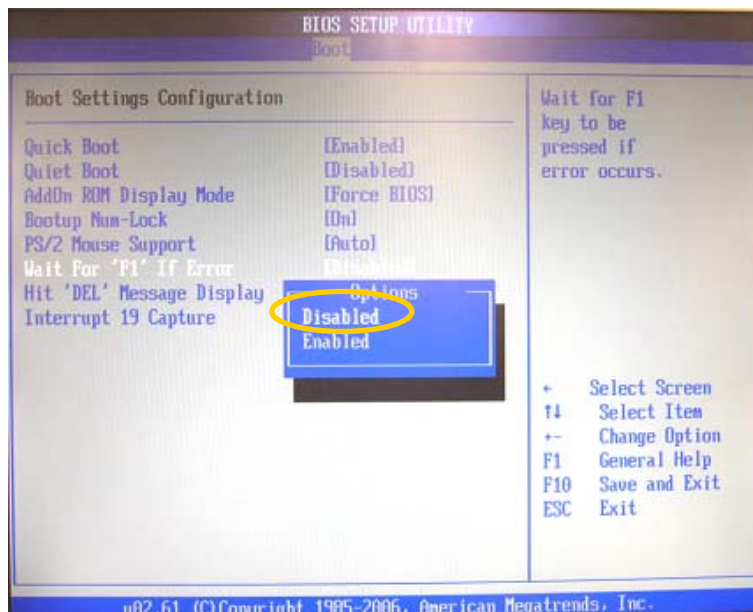 BIOS SETUP UTILITY
Boot
Boot Settings Configuration
Quick Boot [Enabled]
Quiet Boot [Disabled]
AddOn ROM Display Mode [Force BIOS]
Bootup Num-Lock [On]
PS/2 Mouse Support [Auto]
Wait For 'F1' If Error [Disabled]
Hit 'DEL' Message Display
Interrupt 19 Capture
Options
Disabled
Enabled
Wait for F1
key to be
pressed if
error occurs.
← Select Screen
↑↓ Select Item
+- Change Option
F1 General Help
F10 Save and Exit
ESC Exit
v02.61 (C)Copyright 1985-2006, American Megatrends, Inc.